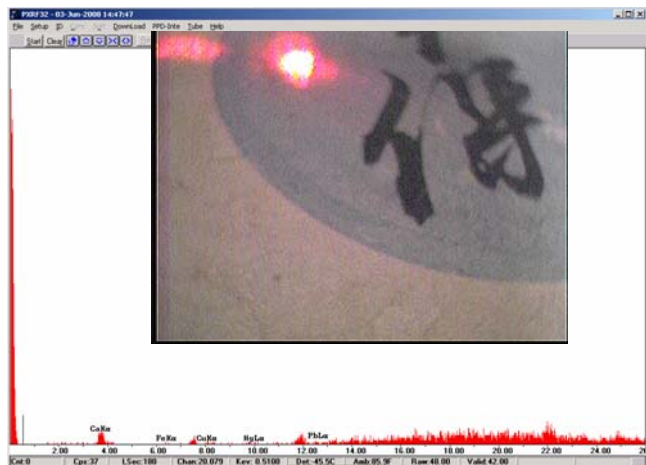 PXRF32 - 03-Jun-2008 14:47:47
File Setup ID DownLoad PPD-Inte Tube Help
Start Clear
侍
CaKα FeKα CuKα HgLα PbLα
2.00 4.00 6.00 8.00 10.00 12.00 14.00 16.00 18.00 20.00 22.00 24.00 26
Cnt:0 Cps:37 LSec:180 Chan:20.079 Kev: 0.5100 Det:-45.5C Amb:85.9F Raw:48.00 Valid 42.00